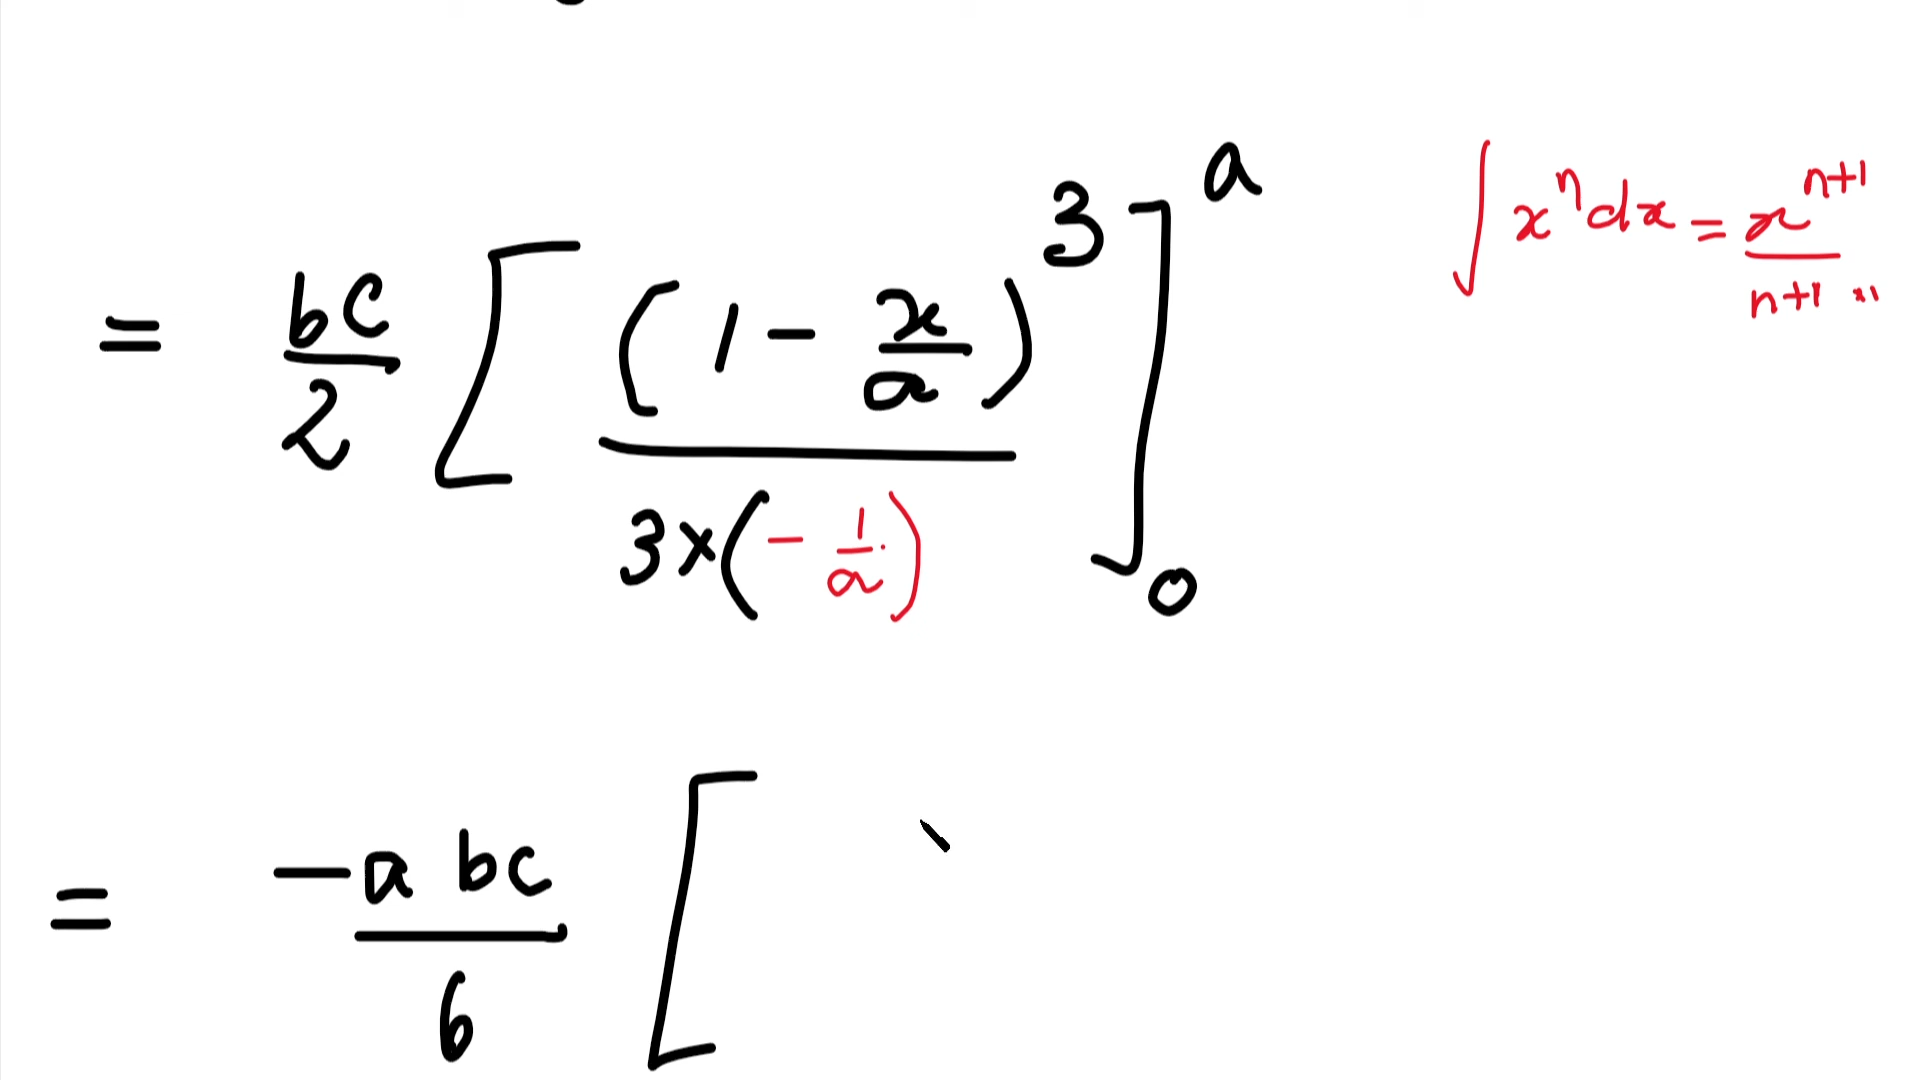 = bc/2 [ (1 - x/a)^3 / 3×(- 1/a) ]_0^a
∫ x^n dx = x^(n+1) / n+1
= -abc/6 [